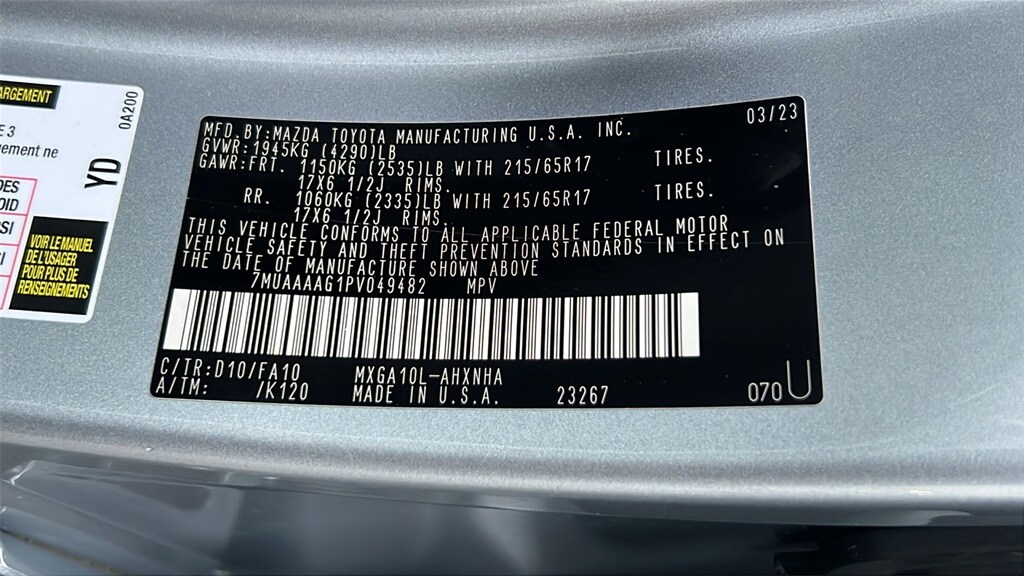 ARGEMENT
E 3
gement ne
DES
OID
SI
I
VOIR LE MANUEL
DE L'USAGER
POUR PLUS DE
RENSEIGNEMENTS
YD
0A200
03/23
MFD. BY:MAZDA TOYOTA MANUFACTURING U.S.A. INC.
GVWR:1945KG (4290)LB
GAWR:FRT. 1150KG (2535)LB WITH 215/65R17 TIRES.
17X6 1/2J RIMS.
RR. 1060KG (2335)LB WITH 215/65R17 TIRES.
17X6 1/2J RIMS.
THIS VEHICLE CONFORMS TO ALL APPLICABLE FEDERAL MOTOR
VEHICLE SAFETY AND THEFT PREVENTION STANDARDS IN EFFECT ON
THE DATE OF MANUFACTURE SHOWN ABOVE
7MUAAAAG1PV049482 MPV
C/TR:D10/FA10 MXGA10L-AHXNHA
A/TM: /K120 MADE IN U.S.A. 23267 070 U